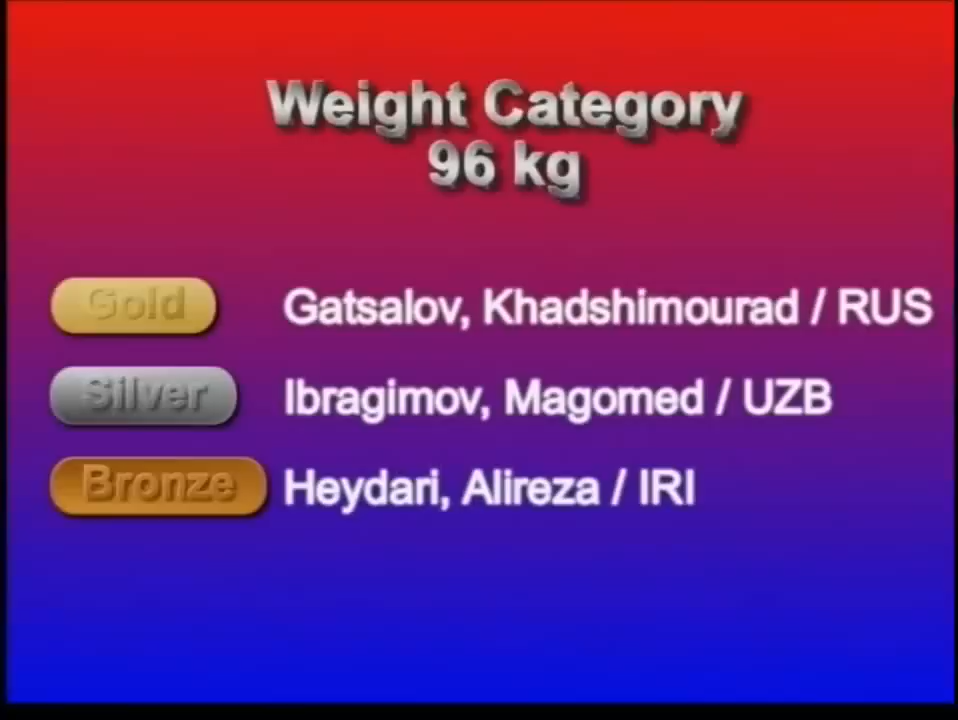 Weight Category
96 kg
Gold Gatsalov, Khadshimourad / RUS
Silver Ibragimov, Magomed / UZB
Bronze Heydari, Alireza / IRI